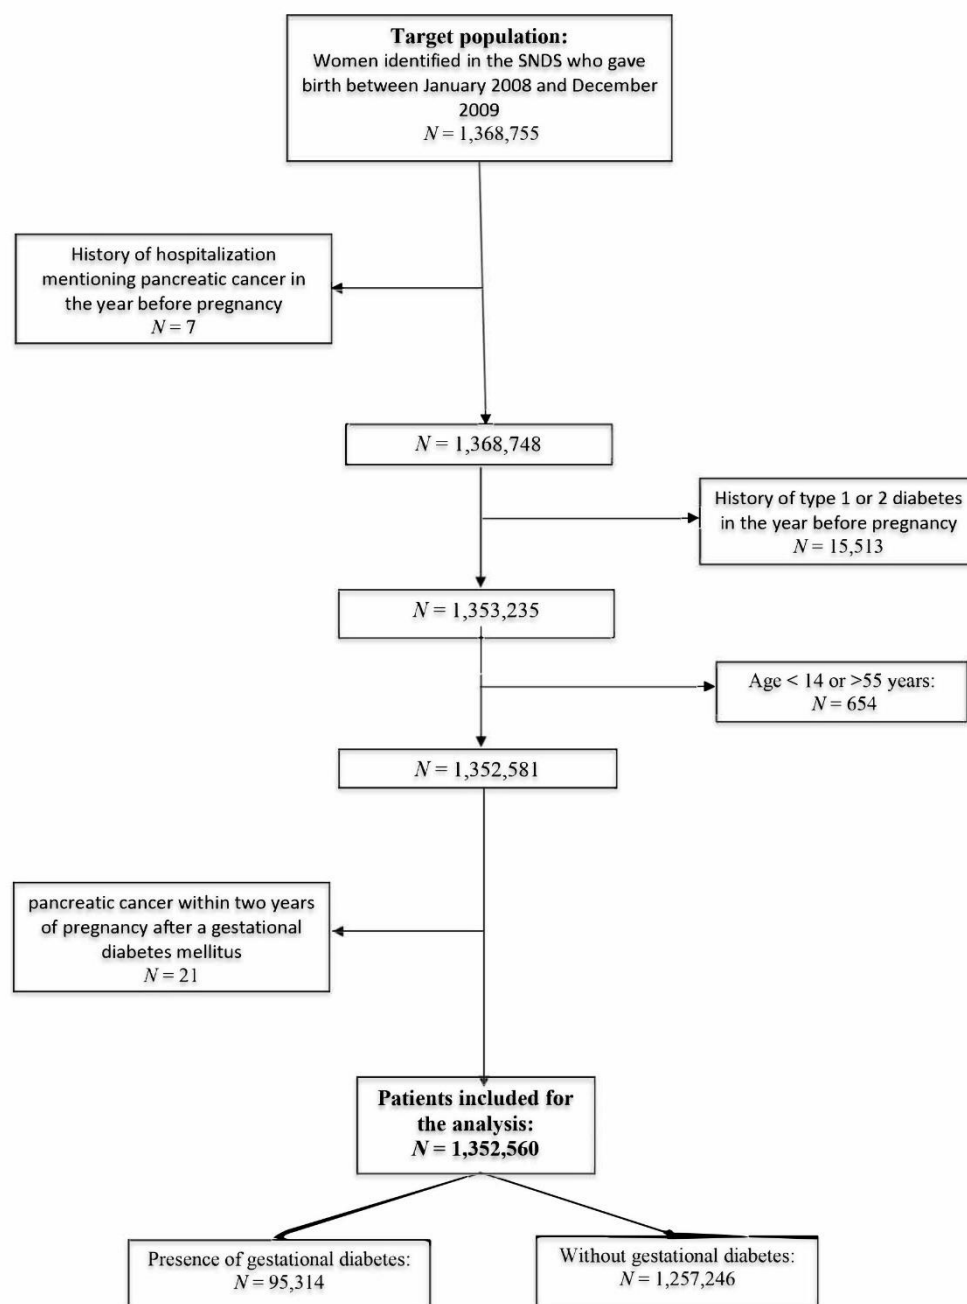 Target population:
Women identified in the SNDS who gave
birth between January 2008 and December
2009
N = 1,368,755
History of hospitalization
mentioning pancreatic cancer in
the year before pregnancy
N = 7
N = 1,368,748
History of type 1 or 2 diabetes
in the year before pregnancy
N = 15,513
N = 1,353,235
Age < 14 or >55 years:
N = 654
N = 1,352,581
pancreatic cancer within two years
of pregnancy after a gestational
diabetes mellitus
N = 21
Patients included for
the analysis:
N = 1,352,560
Presence of gestational diabetes:
N = 95,314
Without gestational diabetes:
N = 1,257,246